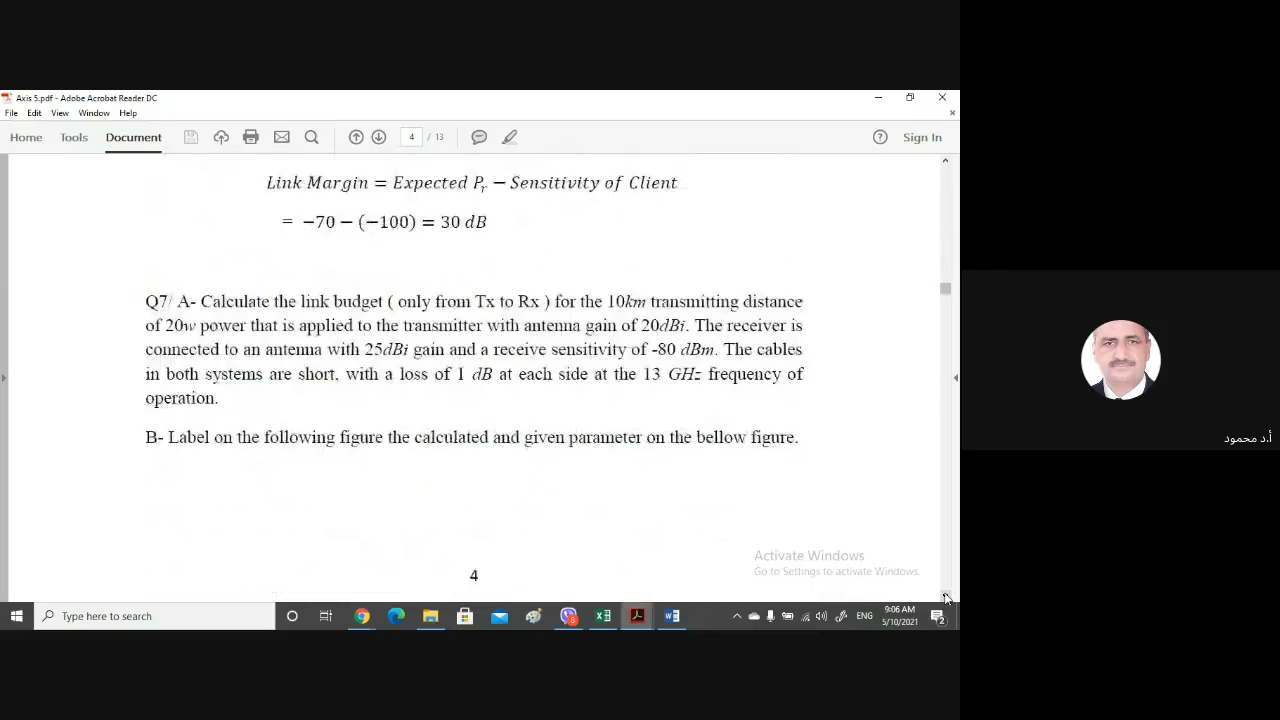 Axis 5.pdf - Adobe Acrobat Reader DC
File Edit View Window Help
Home Tools Document 4 / 13 Sign In
Link Margin = Expected Pᵣ − Sensitivity of Client
= −70 − (−100) = 30 dB
Q7/ A- Calculate the link budget ( only from Tx to Rx ) for the 10km transmitting distance
of 20w power that is applied to the transmitter with antenna gain of 20dBi. The receiver is
connected to an antenna with 25dBi gain and a receive sensitivity of -80 dBm. The cables
in both systems are short, with a loss of 1 dB at each side at the 13 GHz frequency of
operation.
B- Label on the following figure the calculated and given parameter on the bellow figure.
أ.د محمود
Activate Windows
Go to Settings to activate Windows.
4
Type here to search
ENG
9:06 AM
5/10/2021
2